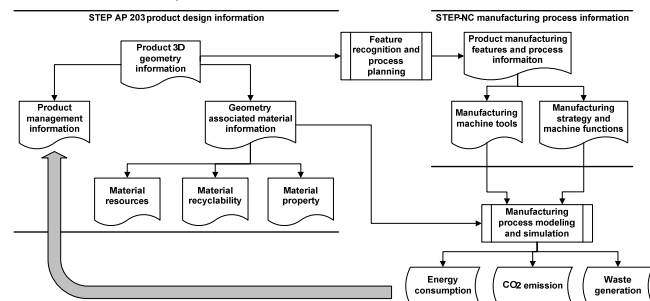 STEP AP 203 product design information
STEP-NC manufacturing process information
Product 3D
geometry
information
Feature
recognition and
process
planning
Product manufacturing
features and process
informaiton
Product
management
information
Geometry
associated material
information
Manufacturing
machine tools
Manufacturing
strategy and
machine functions
Material
resources
Material
recyclability
Material
property
Manufacturing
process modeling
and simulation
Energy
consumption
CO2 emission
Waste
generation